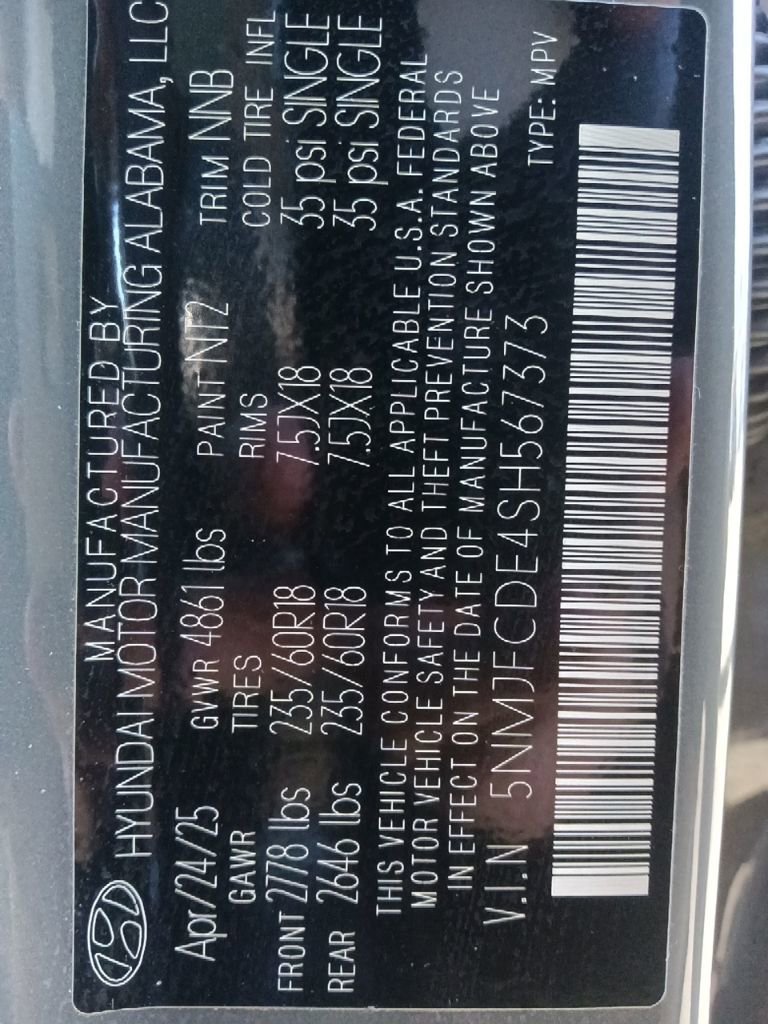 MANUFACTURED BY
HYUNDAI MOTOR MANUFACTURING ALABAMA, LLC
Apr/24/25 GVWR 4861 lbs PAINT NT2 TRIM NNB
GAWR TIRES RIMS COLD TIRE INFL
FRONT 2778 lbs 235/60R18 7.5JX18 35 psi SINGLE
REAR 2646 lbs 235/60R18 7.5JX18 35 psi SINGLE
THIS VEHICLE CONFORMS TO ALL APPLICABLE U.S.A. FEDERAL
MOTOR VEHICLE SAFETY AND THEFT PREVENTION STANDARDS
IN EFFECT ON THE DATE OF MANUFACTURE SHOWN ABOVE
V.I.N 5NMJFCDE4SH567373 TYPE: MPV